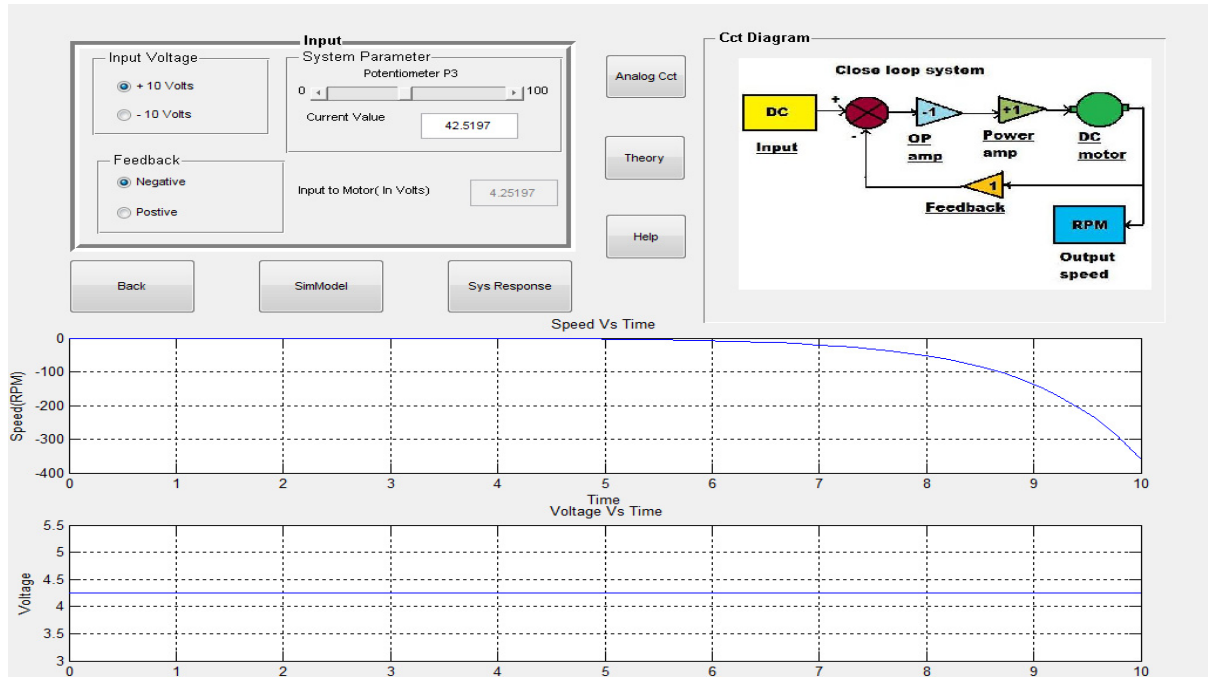 Input
Input Voltage
+ 10 Volts
- 10 Volts
System Parameter
Potentiometer P3
0
100
Current Value
42.5197
Feedback
Negative
Postive
Input to Motor( In Volts)
4.25197
Analog Cct
Theory
Help
Back
SimModel
Sys Response
Cct Diagram
Close loop system
DC
Input
+
-
-1
OP
amp
+1
Power
amp
DC
motor
1
Feedback
RPM
Output
speed
Speed Vs Time
Speed(RPM)
0
-100
-200
-300
-400
0 1 2 3 4 5 6 7 8 9 10
Time
Voltage Vs Time
Voltage
5.5
5
4.5
4
3.5
3
0 1 2 3 4 5 6 7 8 9 10